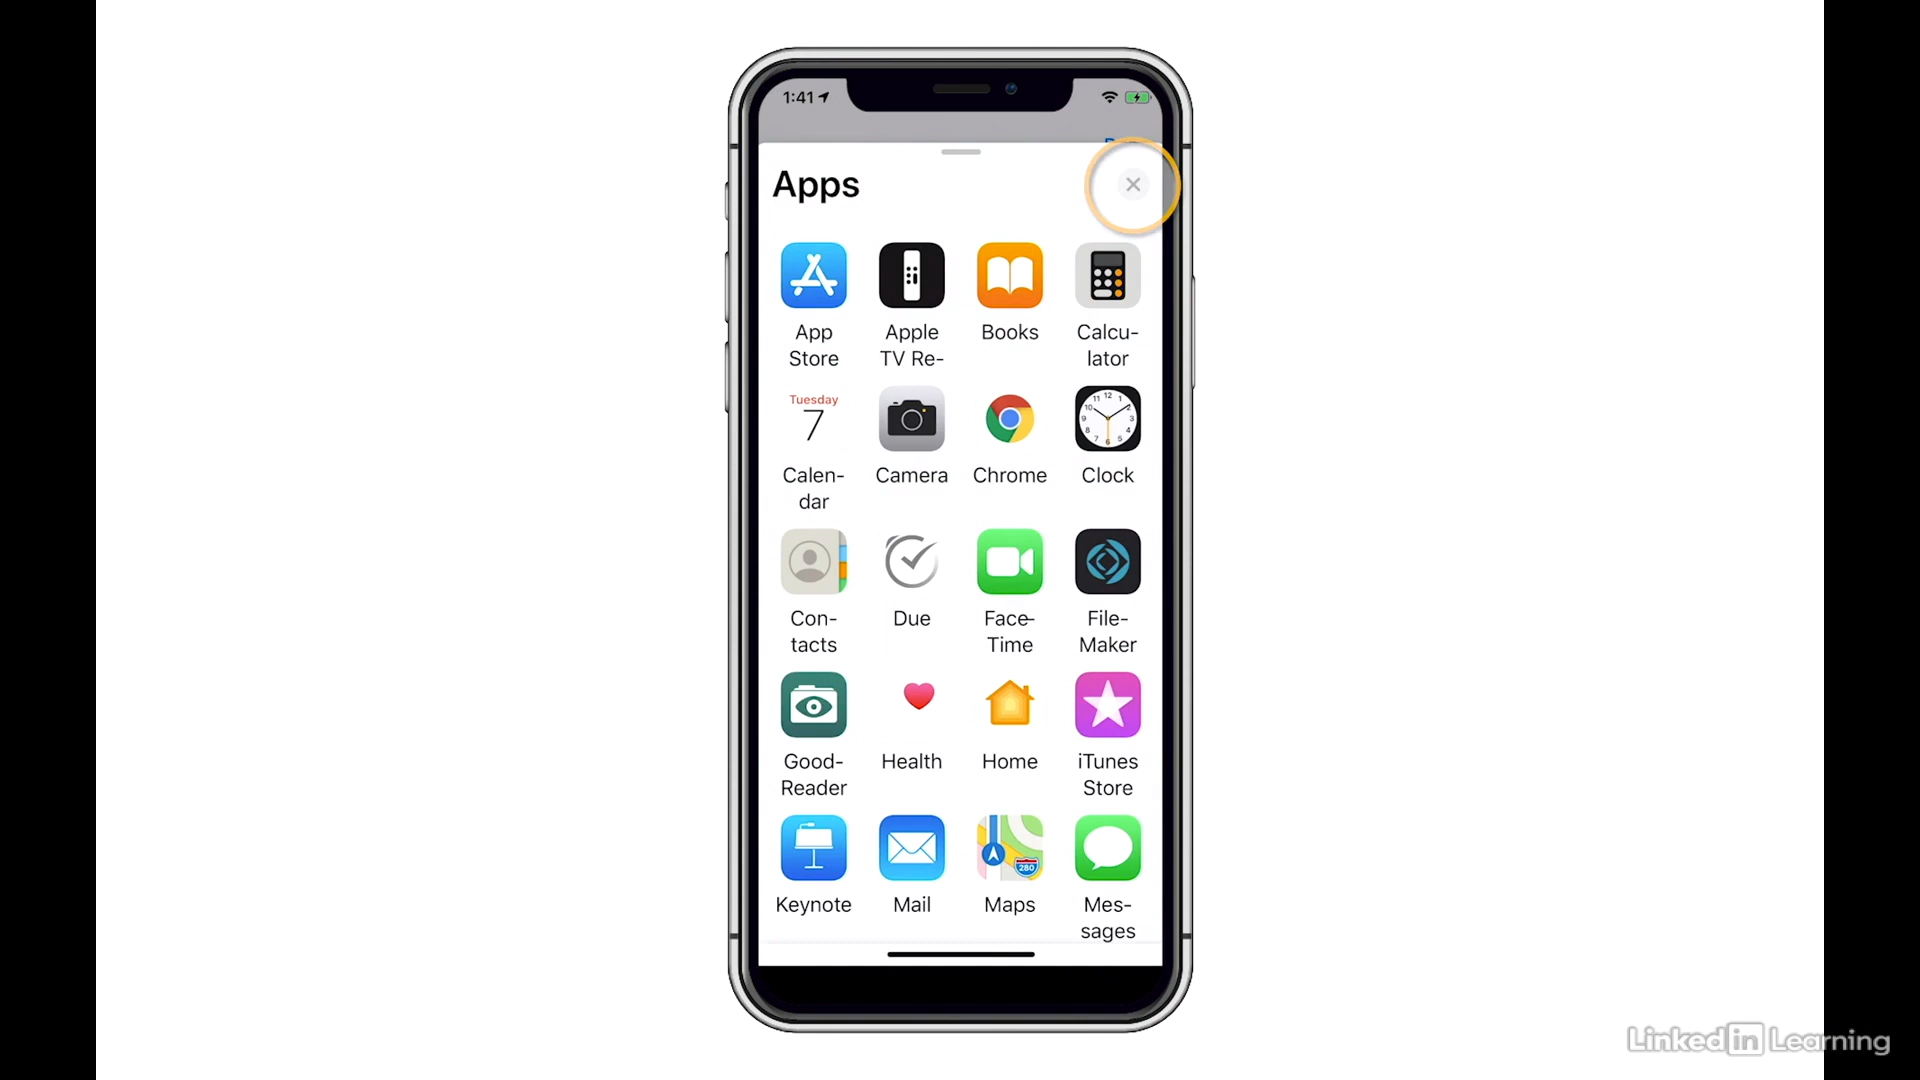 1:41
Apps
App
Store
Apple
TV Re-
Books
Calcu-
lator
Tuesday
7
Calen-
dar
Camera
Chrome
Clock
Con-
tacts
Due
Face-
Time
File-
Maker
Good-
Reader
Health
Home
iTunes
Store
Keynote
Mail
280
Maps
Mes-
sages
Linked in Learning